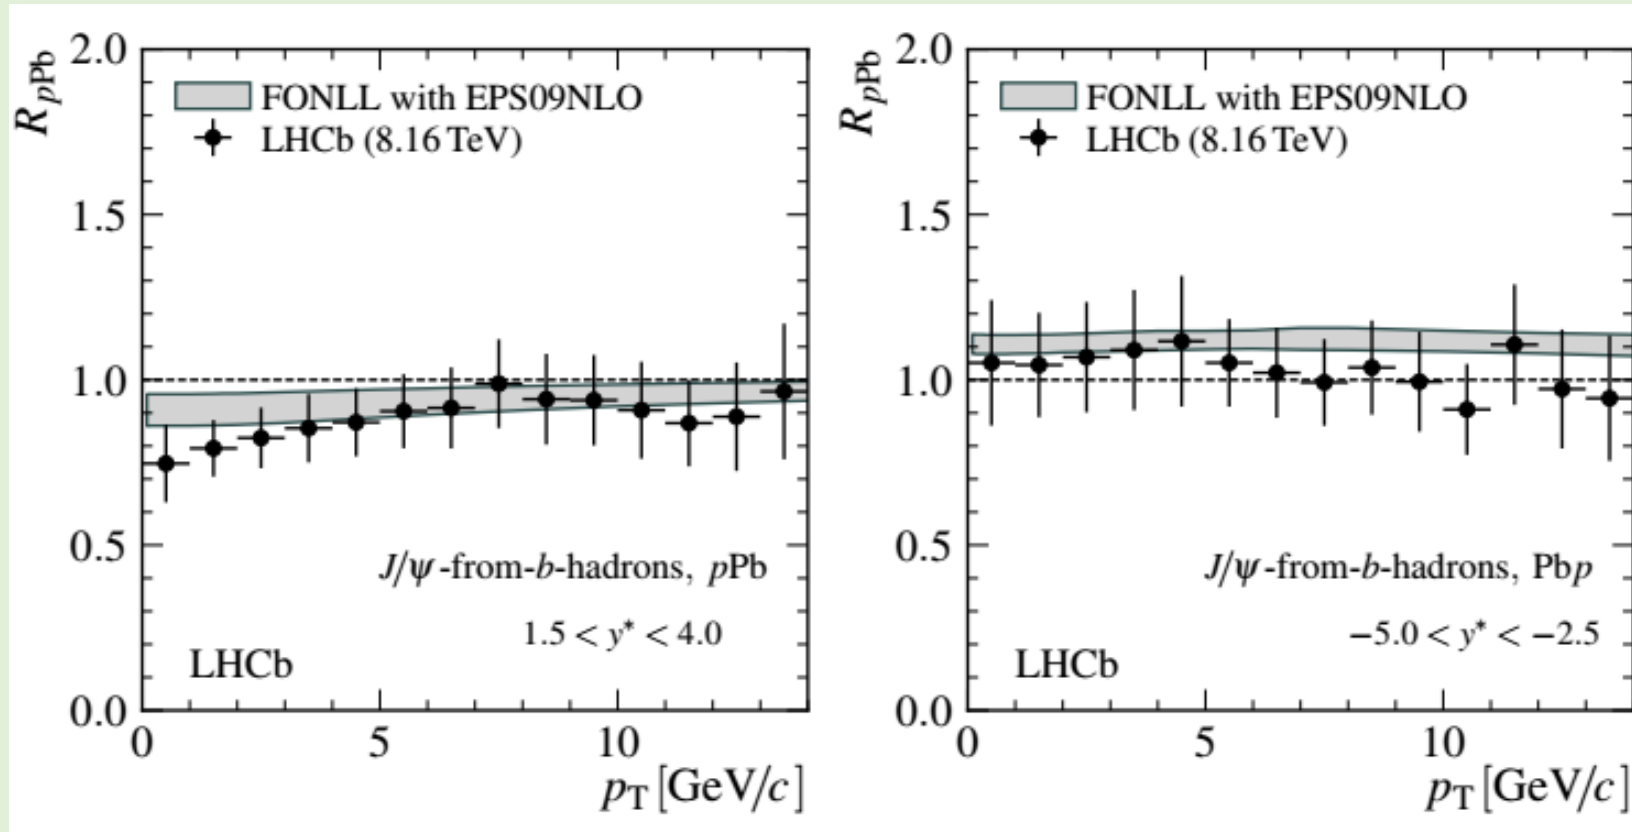 2.0
R_pPb
FONLL with EPS09NLO
LHCb (8.16 TeV)
1.5
1.0
0.5
J/ψ-from-b-hadrons, pPb
1.5 < y* < 4.0
LHCb
0.0
0 5 10
p_T [GeV/c]
2.0
R_pPb
FONLL with EPS09NLO
LHCb (8.16 TeV)
1.5
1.0
0.5
J/ψ-from-b-hadrons, Pbp
−5.0 < y* < −2.5
LHCb
0.0
0 5 10
p_T [GeV/c]